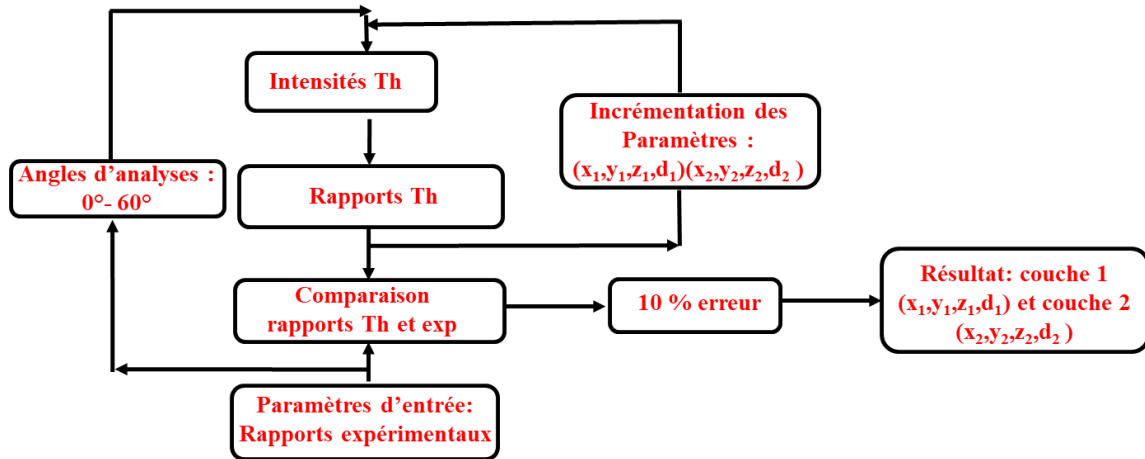 Intensités Th
Incrémentation des
Paramètres :
(x₁,y₁,z₁,d₁)(x₂,y₂,z₂,d₂ )
Angles d’analyses :
0°- 60°
Rapports Th
Comparaison
rapports Th et exp
10 % erreur
Résultat: couche 1
(x₁,y₁,z₁,d₁) et couche 2
(x₂,y₂,z₂,d₂ )
Paramètres d’entrée:
Rapports expérimentaux